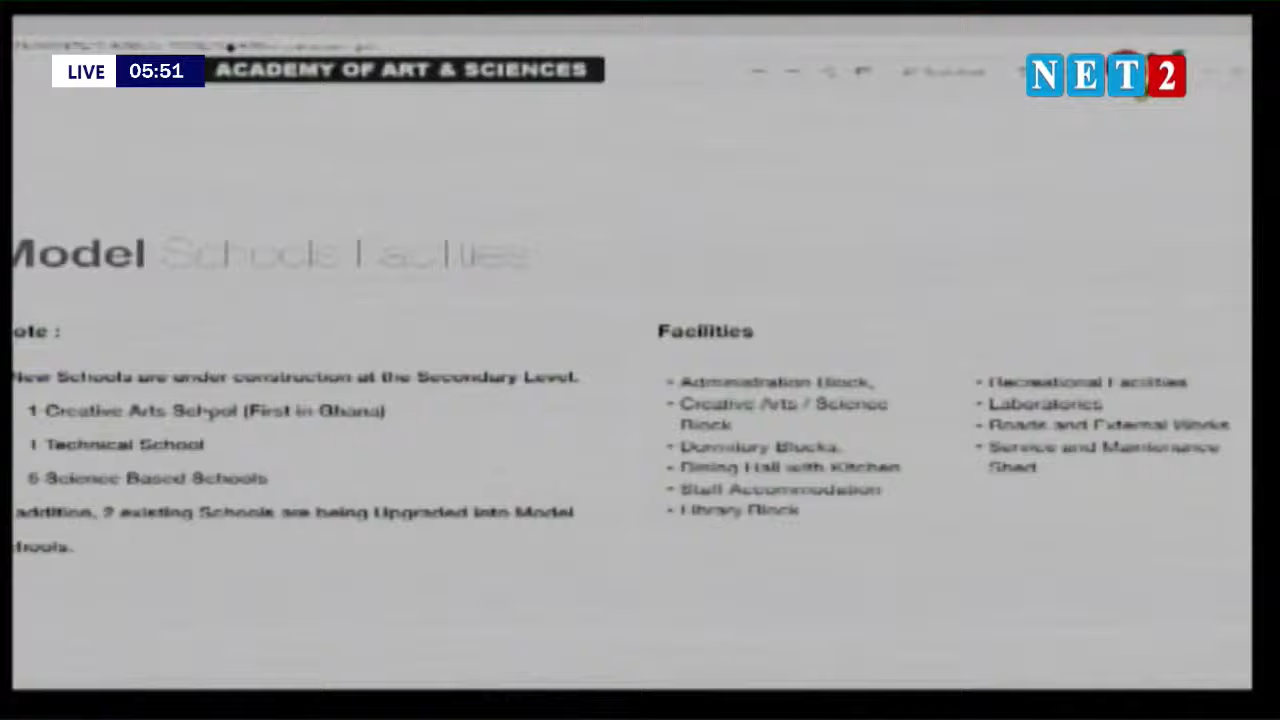 LIVE 05:51 ACADEMY OF ART & SCIENCES
NET2
Model Schools Facilities
ote :
New Schools are under construction at the Secondary Level.
1 Creative Arts School (First in Ghana)
1 Technical School
5 Science Based Schools
addition, 2 existing Schools are being Upgraded into Model
hools.
Facilities
- Administration Block,
- Creative Arts / Science
Block
- Dormitory Blocks,
- Dining Hall with Kitchen
- Staff Accommodation
- Library Block
- Recreational Facilities
- Laboratories
- Roads and External Works
- Service and Maintenance
Shed